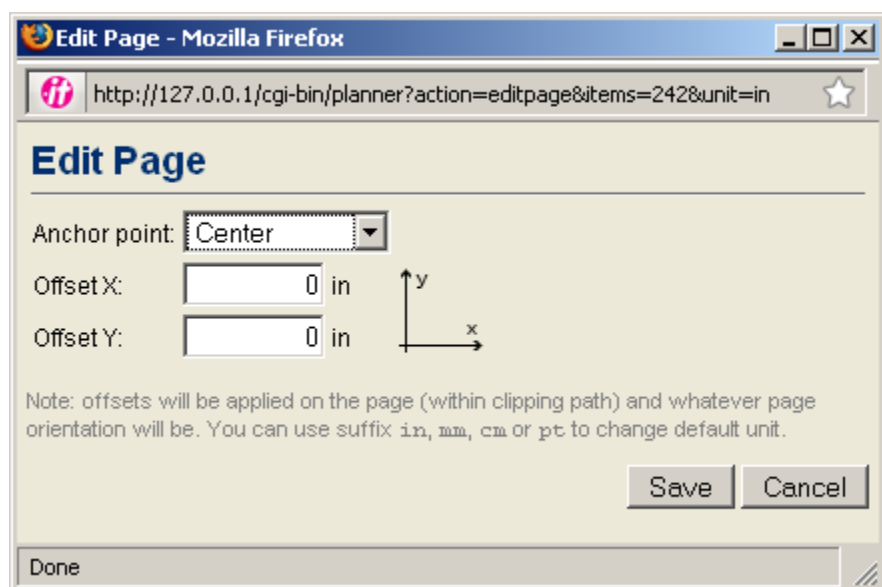 Edit Page - Mozilla Firefox
http://127.0.0.1/cgi-bin/planner?action=editpage&items=242&unit=in
Edit Page
Anchor point: Center
Offset X: 0 in
y
Offset Y: 0 in
x
Note: offsets will be applied on the page (within clipping path) and whatever page
orientation will be. You can use suffix in, mm, cm or pt to change default unit.
Save Cancel
Done